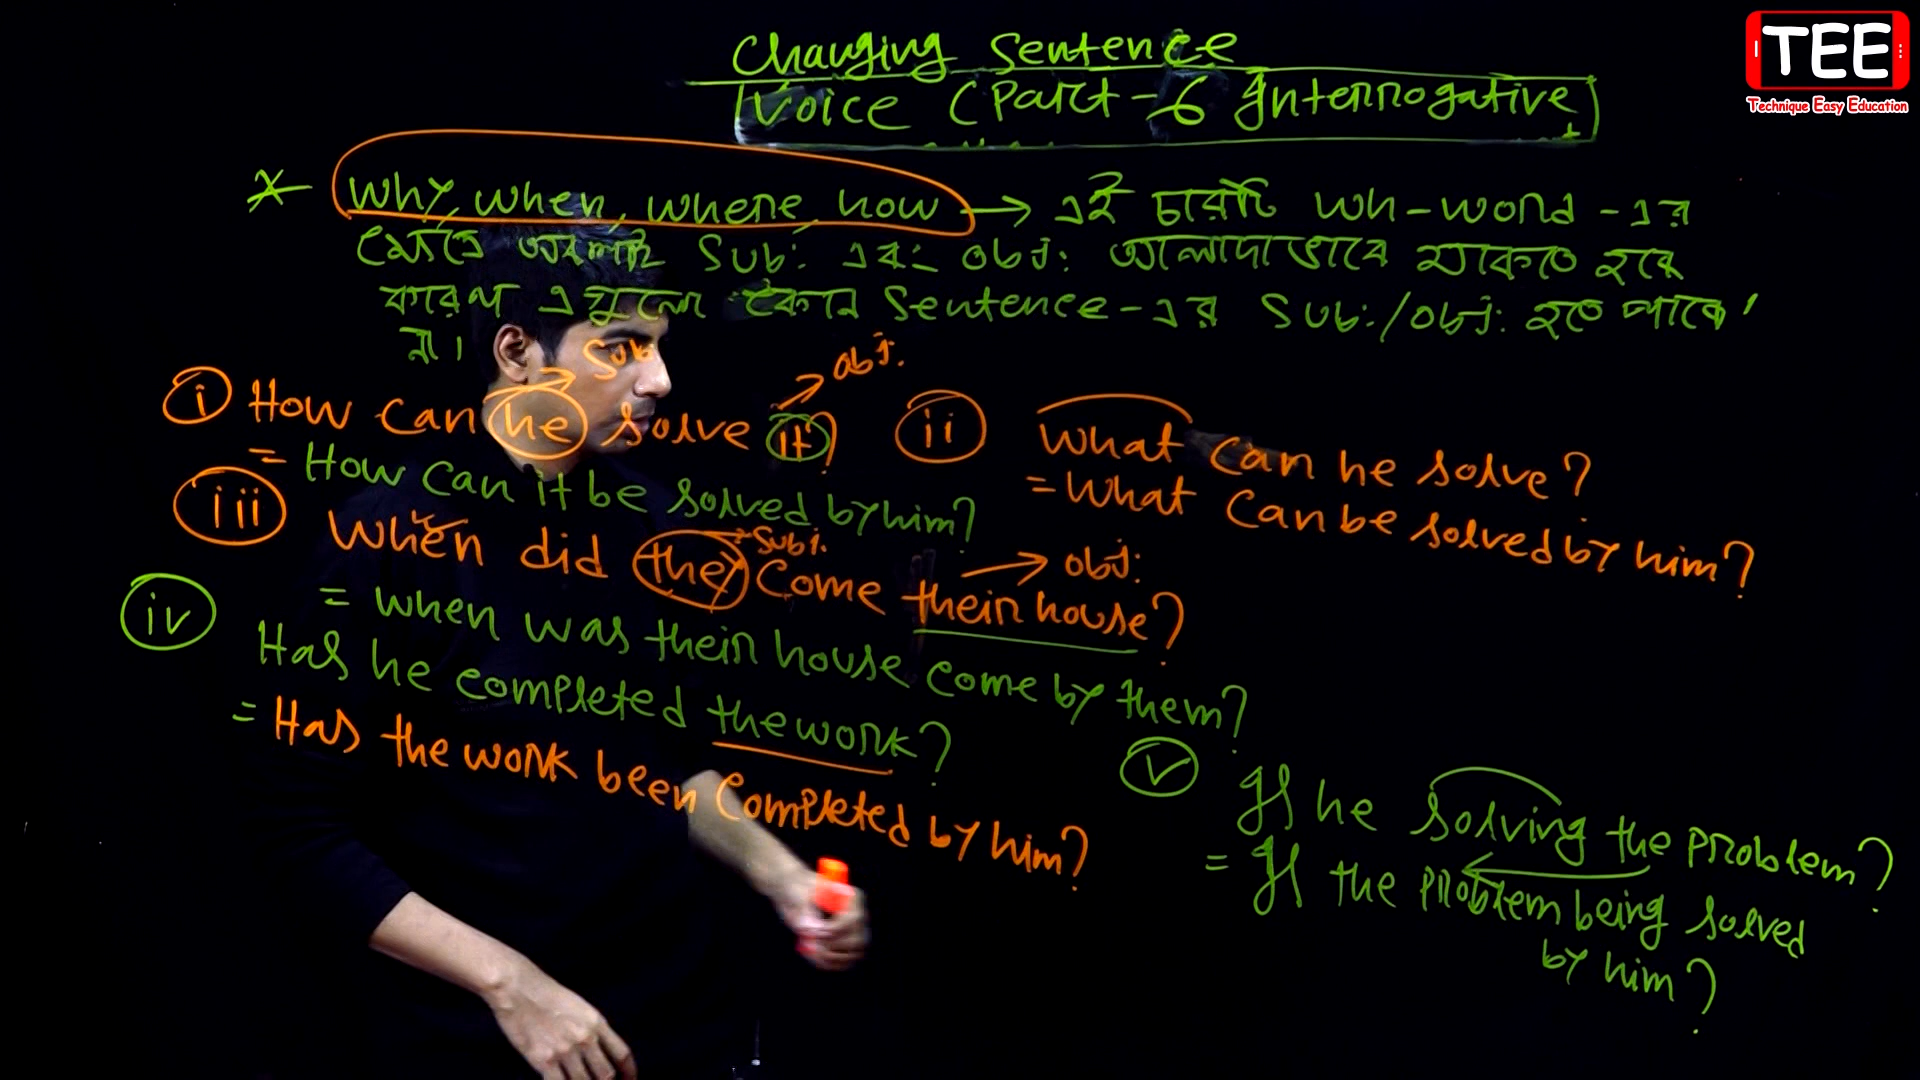 TEE
Technique Easy Education
Changing Sentence
Voice (Part-6 Interrogative
* Why, when, where, how → এই চারটি Wh-word-এর
ক্ষেত্রে অবশ্যই Sub: এবং obj: আলাদাভাবে থাকতে হবে
কারণ এগুলো কোন Sentence-এর Sub:/obj: হতে পারে
না।
Sub:
obj:
i How can he solve it?
= How can it be solved by him?
ii What can he solve?
= What can be solved by him?
iii When did they come their house?
Sub:
obj:
= when was their house come by them?
iv Has he completed the work?
= Has the work been completed by him?
v Is he solving the problem?
= Is the problem being solved
by him?